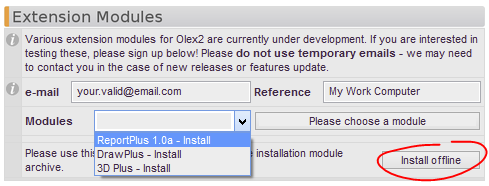 Extension Modules
Various extension modules for Olex2 are currently under development. If you are interested
in testing these, please sign up below! Please do not use temporary emails - we may need
to contact you in the case of new releases or features update.
e-mail your.valid@email.com Reference My Work Computer
Modules Please choose a module
ReportPlus 1.0a - Install
DrawPlus - Install
3D Plus - Install
Please use this e installation module
archive.
Install offline